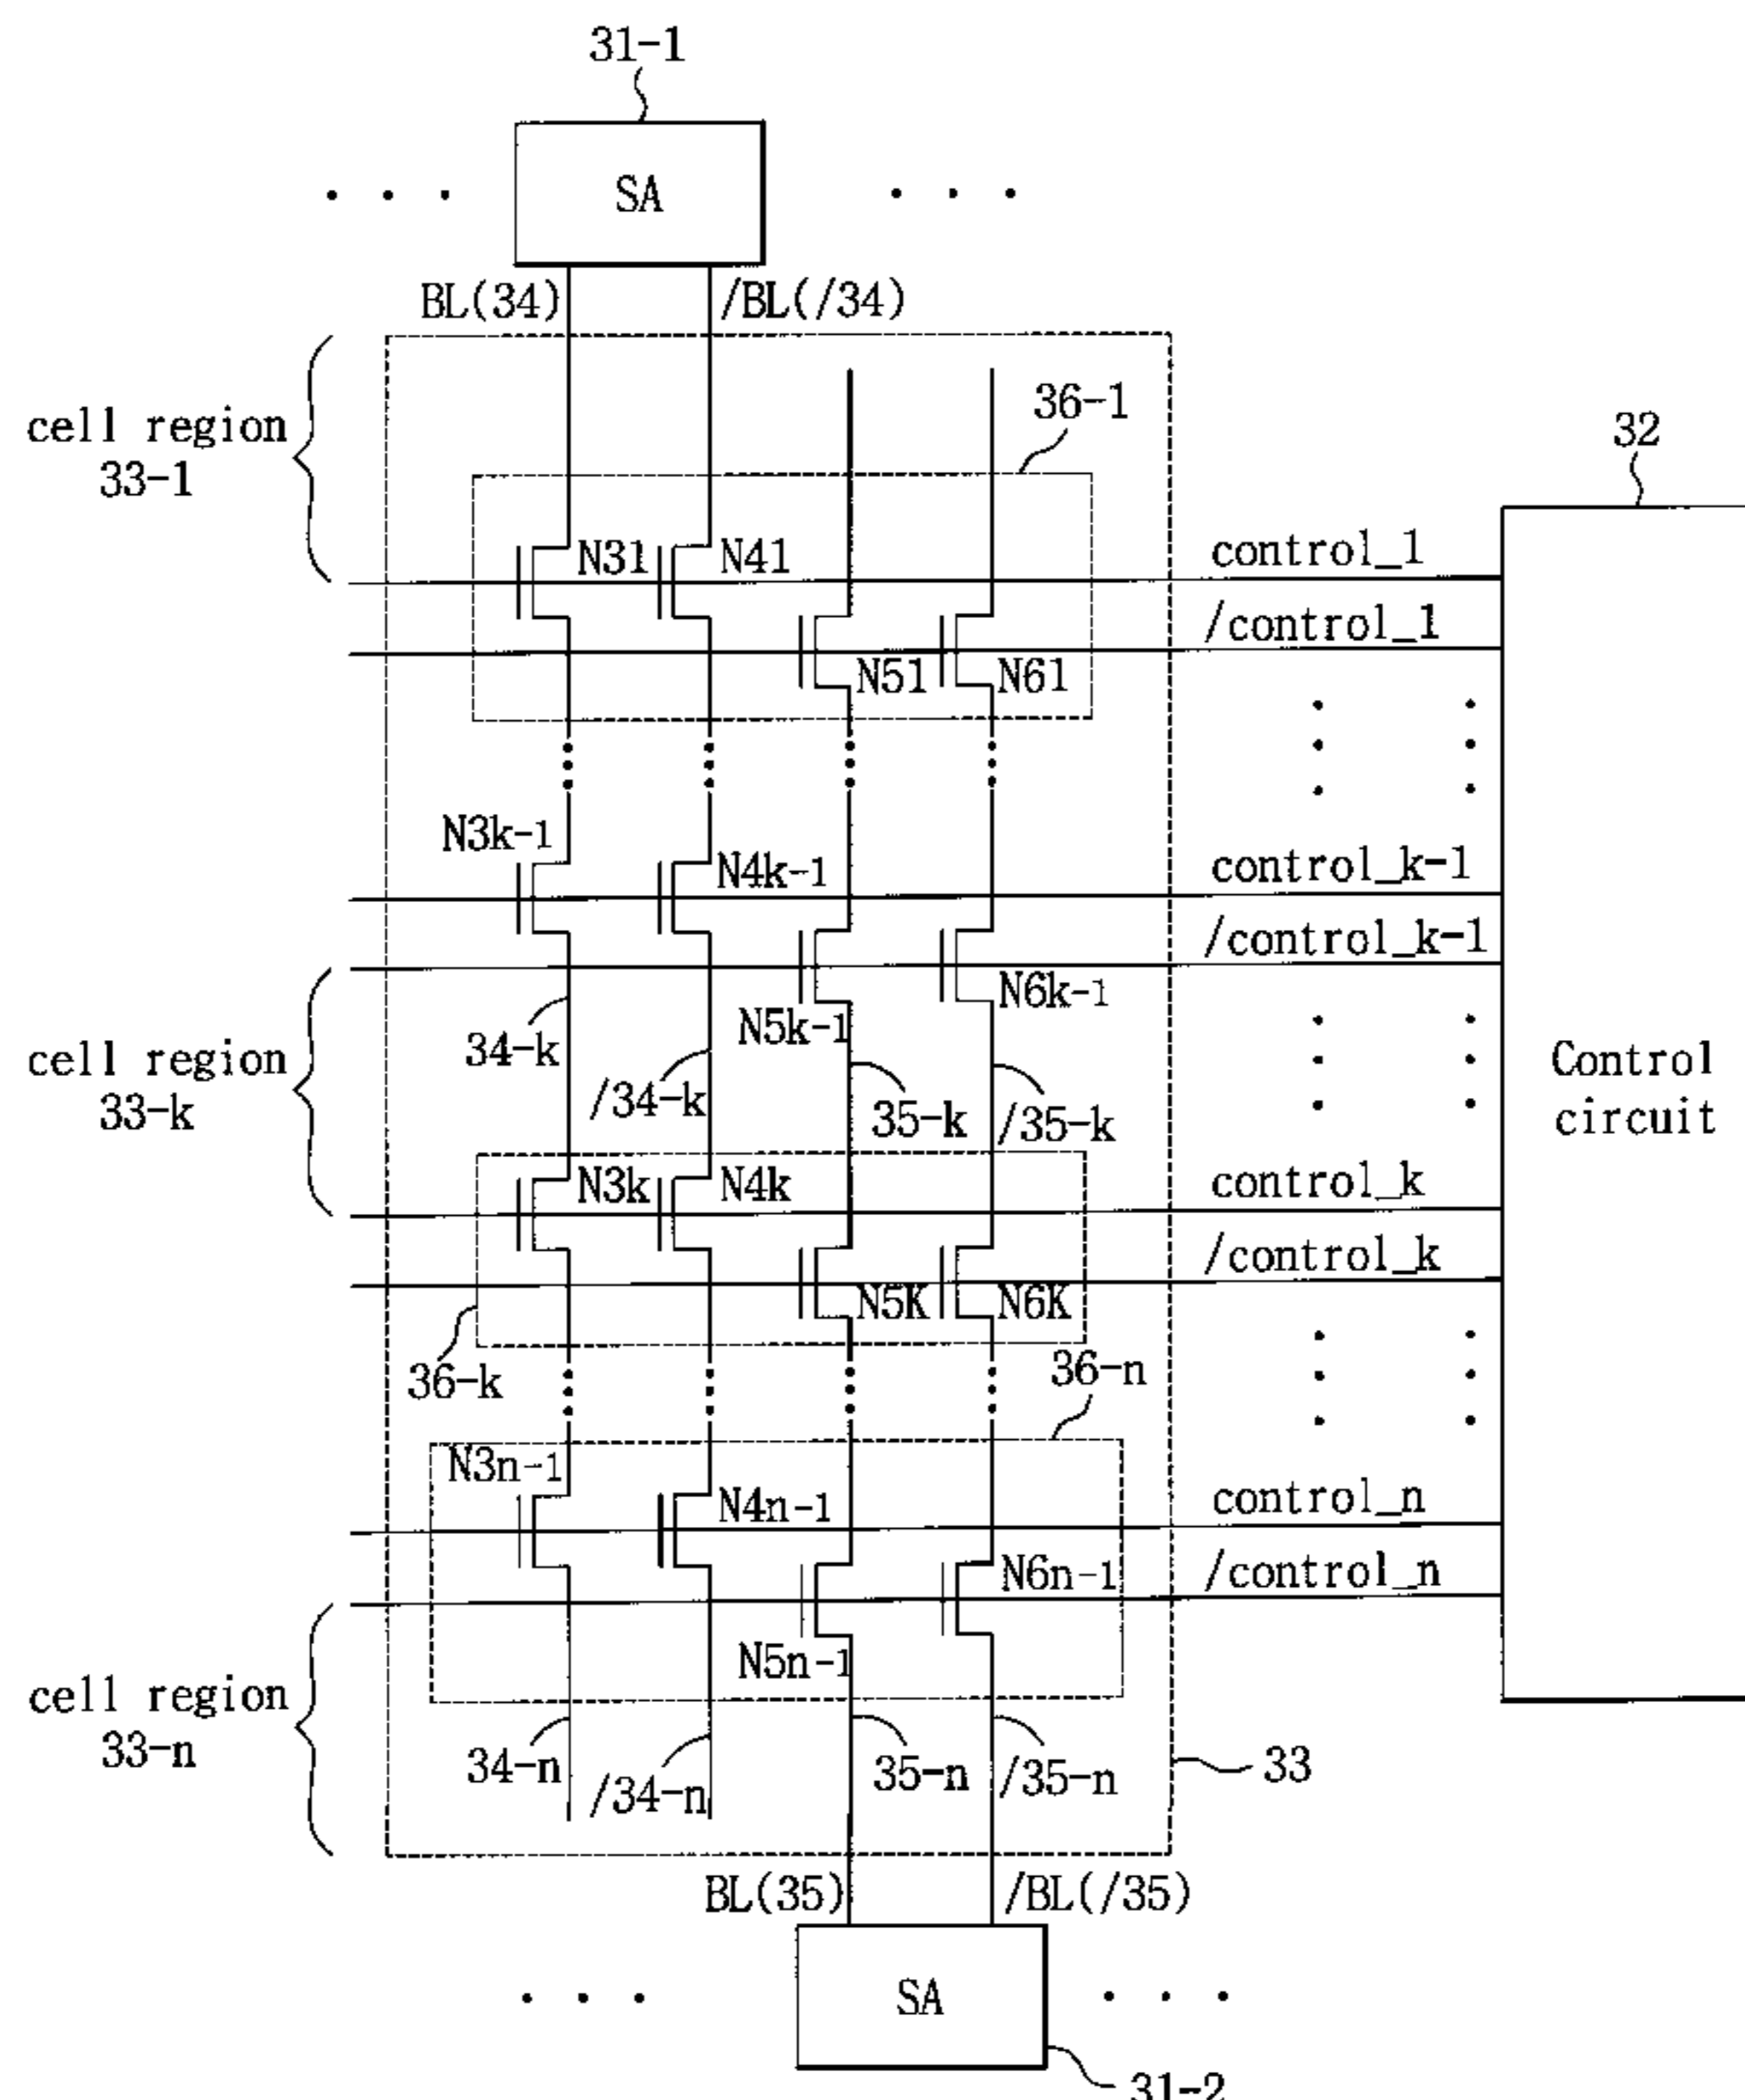 31-1
SA
BL(34)
/BL(/34)
cell region
33-1
36-1
32
N31
N41
control_1
/control_1
N51
N61
N3k-1
N4k-1
control_k-1
/control_k-1
N5k-1
N6k-1
34-k
/34-k
35-k
/35-k
cell region
33-k
Control
circuit
N3k
N4k
control_k
/control_k
N5K
N6K
36-k
36-n
N3n-1
N4n-1
control_n
/control_n
N5n-1
N6n-1
cell region
33-n
34-n
/34-n
35-n
/35-n
33
BL(35)
/BL(/35)
SA
31-2